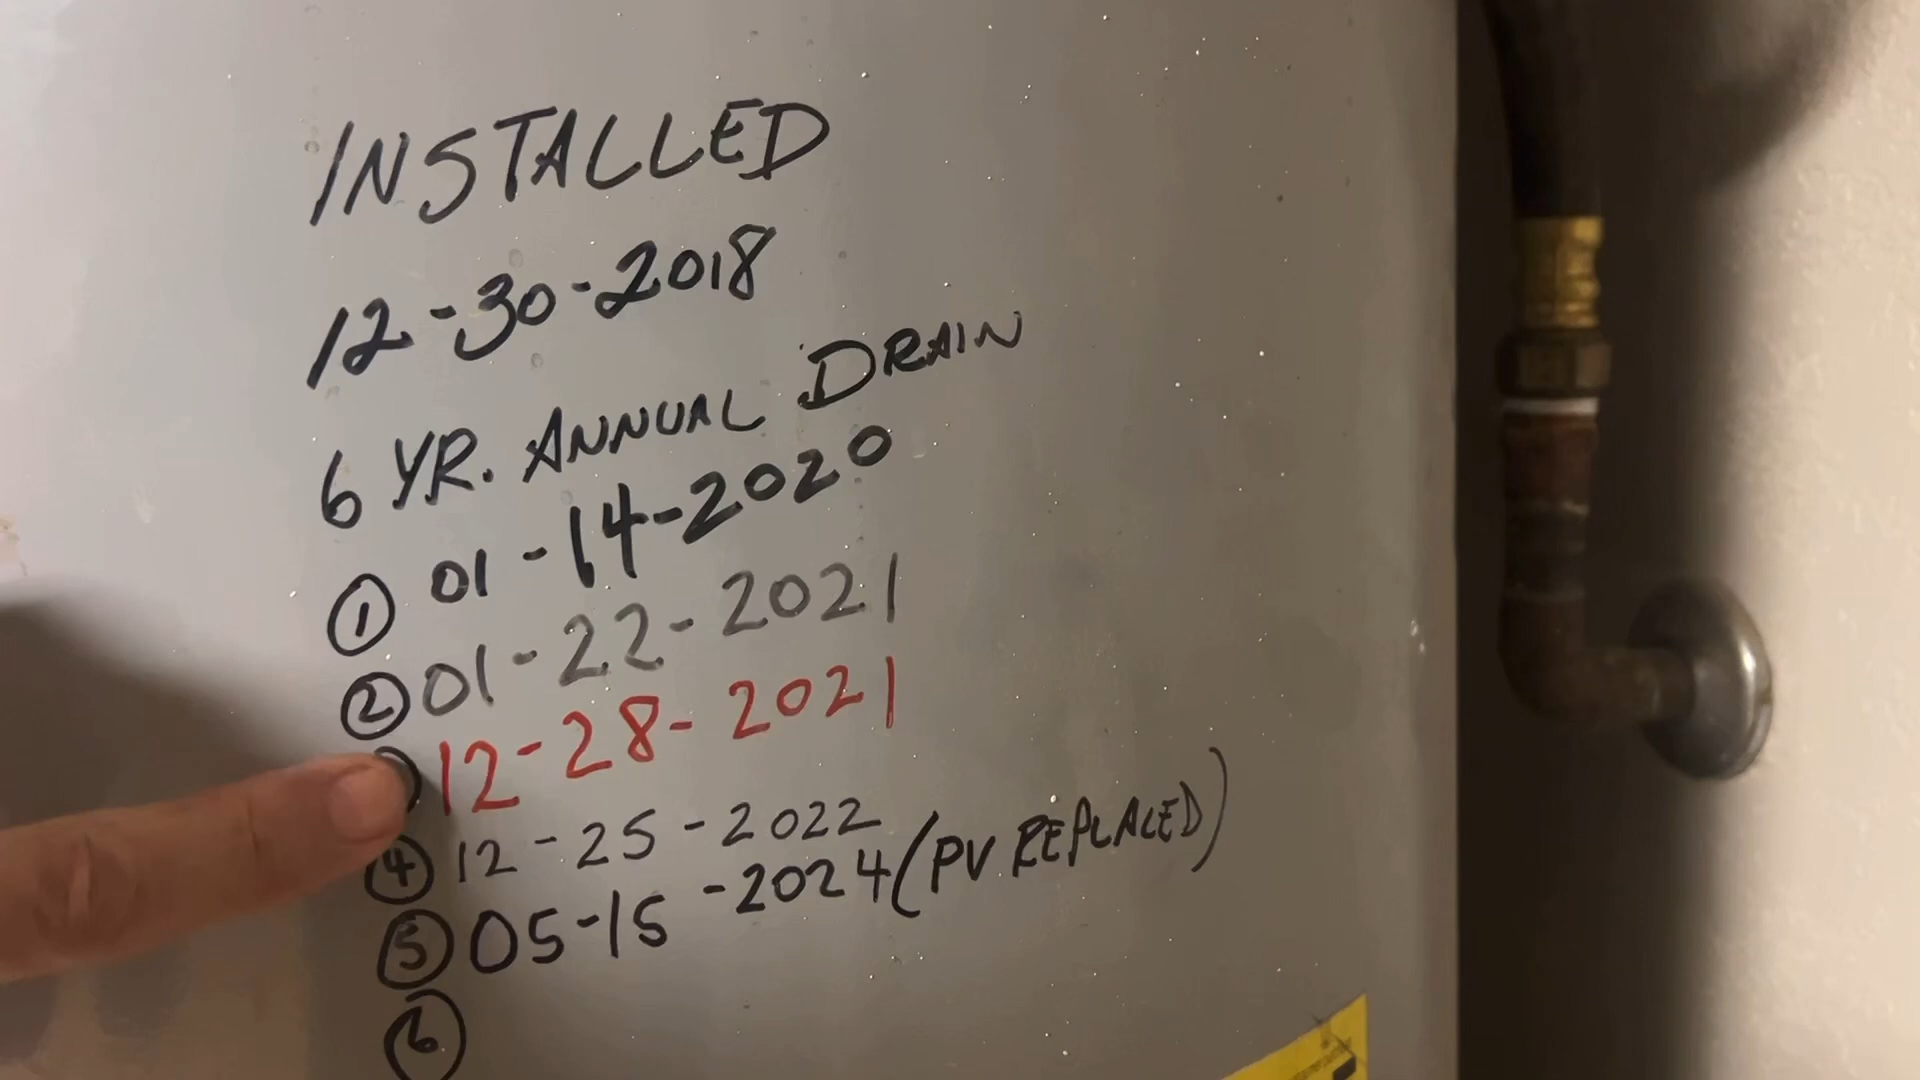 INSTALLED
12-30-2018
6 YR. ANNUAL DRAIN
① 01-14-2020
② 01-22-2021
12-28-2021
④ 12-25-2022
⑤ 05-15-2024 (PV REPLACED)
⑥